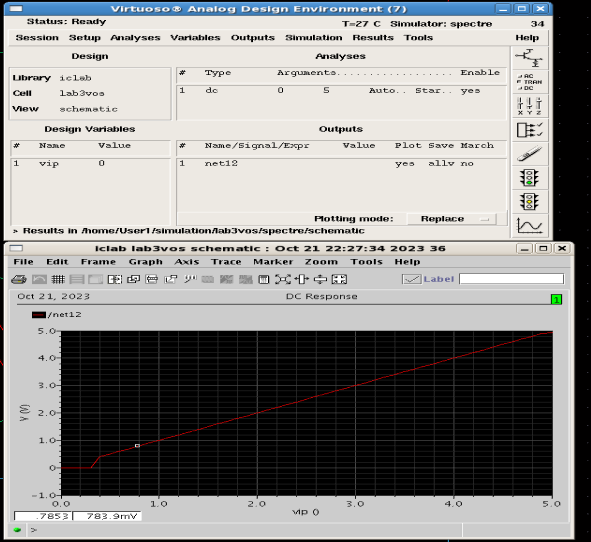 Virtuoso® Analog Design Environment (7)
Status: Ready T=27 C Simulator: spectre 34
Session Setup Analyses Variables Outputs Simulation Results Tools Help
Design Analyses
Library iclab
Cell lab3vos
View schematic
# Type Arguments..................... Enable
1 dc 0 5 Auto.. Star.. yes
AC
TRAN
DC
X Y Z
Design Variables Outputs
# Name Value
1 vip 0
# Name/Signal/Expr Value Plot Save March
1 net12 yes allv no
Plotting mode: Replace
> Results in /home/User1/simulation/lab3vos/spectre/schematic
iclab lab3vos schematic : Oct 21 22:27:34 2023 36
File Edit Frame Graph Axis Trace Marker Zoom Tools Help
Label
Oct 21, 2023 DC Response 1
/net12
5.0
4.0
3.0
2.0
1.0
0
-1.0
V (V)
0.0 1.0 2.0 3.0 4.0 5.0
vip ()
.7853 783.9mV
>